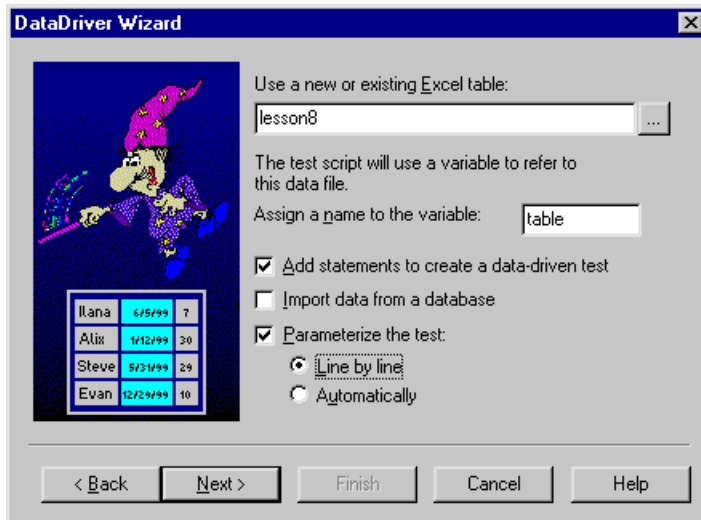 DataDriver Wizard
Use a new or existing Excel table:
lesson8
...
The test script will use a variable to refer to
this data file.
Assign a name to the variable:
table
Add statements to create a data-driven test
Import data from a database
Parameterize the test:
Line by line
Automatically
Ilana 6/5/99 7
Alix 1/12/99 30
Steve 5/31/99 29
Evan 12/29/99 10
< Back
Next >
Finish
Cancel
Help